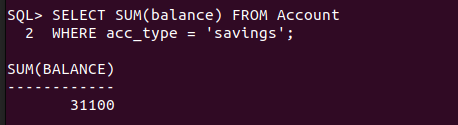 SQL> SELECT SUM(balance) FROM Account
  2  WHERE acc_type = 'savings';
SUM(BALANCE)
------------
       31100